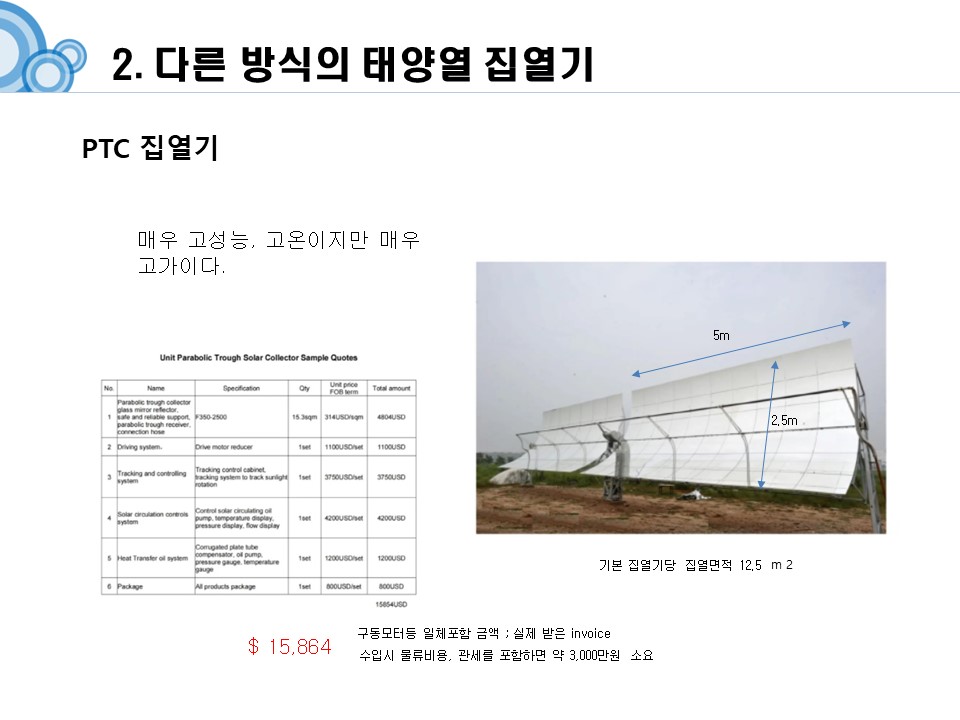 2. 다른 방식의 태양열 집열기
PTC 집열기
매우 고성능, 고온이지만 매우
고가이다.
Unit Parabolic Trough Solar Collector Sample Quotes
No. Name Specification Qty Unit price FOB term Total amount
1 Parabolic trough collector glass mirror reflector, safe and reliable support, parabolic trough receiver, connection hose F350-2500 15.3sqm 314USD/sqm 4804USD
2 Driving system. Drive motor reducer 1set 1100USD/set 1100USD
3 Tracking and controlling system Tracking control cabinet, tracking system to track sunlight rotation 1set 3750USD/set 3750USD
4 Solar circulation controls system Control solar circulating oil pump, temperature display, pressure display, flow display 1set 4200USD/set 4200USD
5 Heat Transfer oil system Corrugated plate tube compensator, oil pump, pressure gauge, temperature gauge 1set 1200USD/set 1200USD
6 Package All products package 1set 800USD/set 800USD
15854USD
5m
2,5m
기본 집열기당 집열면적 12,5 m 2
$ 15,864
구동모터등 일체포함 금액 ; 실제 받은 invoice
수입시 물류비용, 관세를 포함하면 약 3,000만원 소요